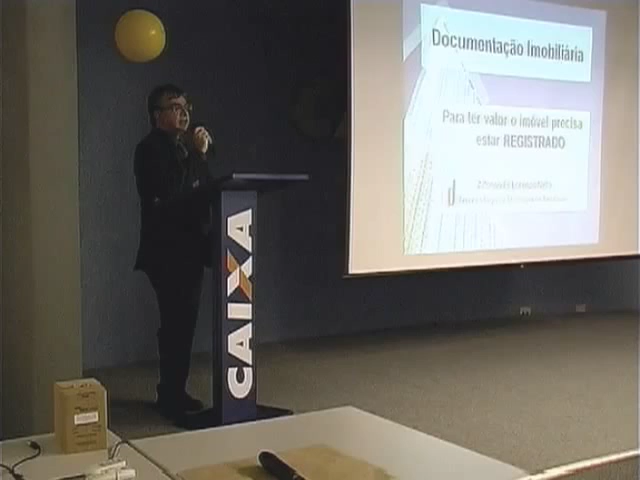 Documentação Imobiliária
Para ter valor o imóvel precisa
estar REGISTRADO
CAIXA